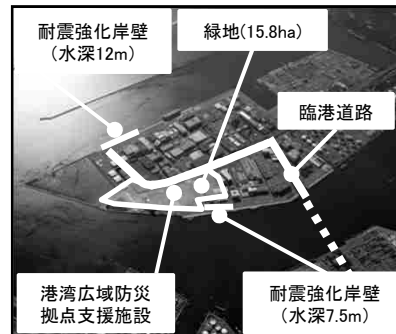 耐震強化岸壁
（水深12m）
緑地(15.8ha)
臨港道路
港湾広域防災
拠点支援施設
耐震強化岸壁
（水深7.5m）